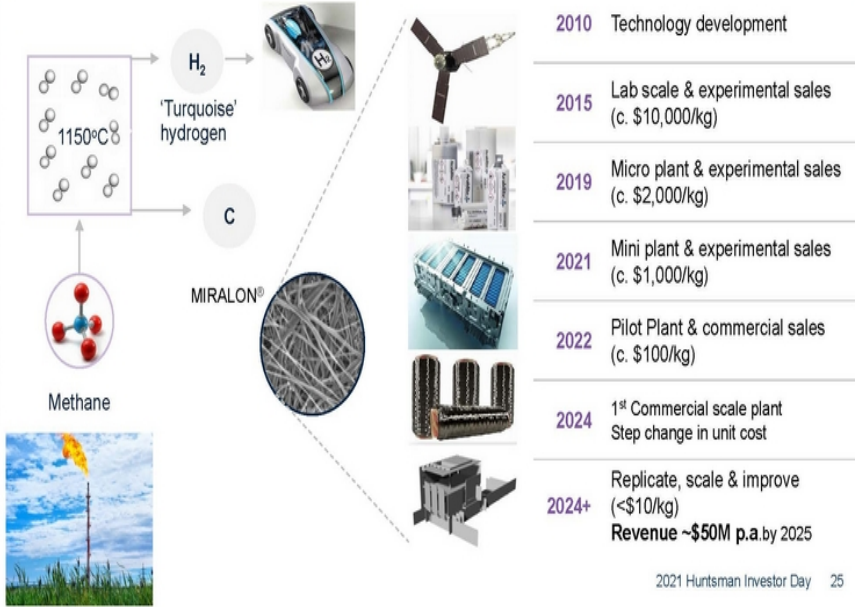 H2
'Turquoise'
hydrogen
H2
1150oC
C
MIRALON®
Methane
2010 Technology development
2015 Lab scale & experimental sales
(c. $10,000/kg)
2019 Micro plant & experimental sales
(c. $2,000/kg)
2021 Mini plant & experimental sales
(c. $1,000/kg)
2022 Pilot Plant & commercial sales
(c. $100/kg)
2024 1st Commercial scale plant
Step change in unit cost
2024+ Replicate, scale & improve
(<$10/kg)
Revenue ~$50M p.a.by 2025
2021 Huntsman Investor Day 25